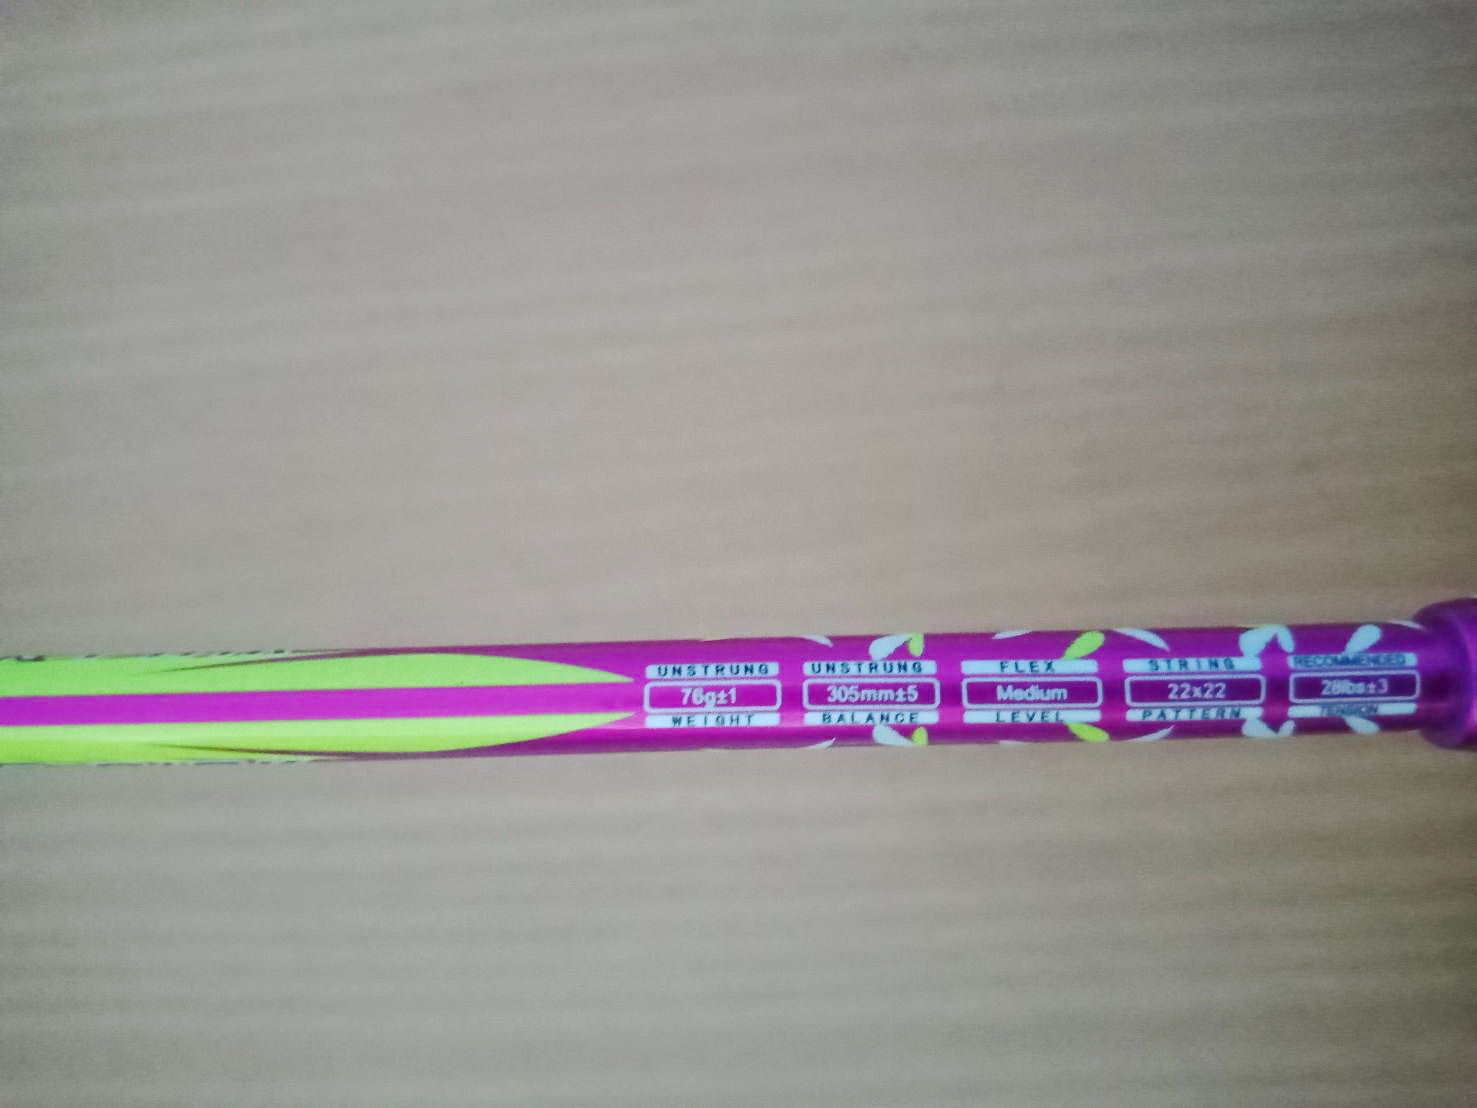 UNSTRUNG
76g±1
WEIGHT
UNSTRUNG
305mm±5
BALANCE
FLEX
Medium
LEVEL
STRING
22x22
PATTERN
RECOMMENDED
28lbs±3
TENSION